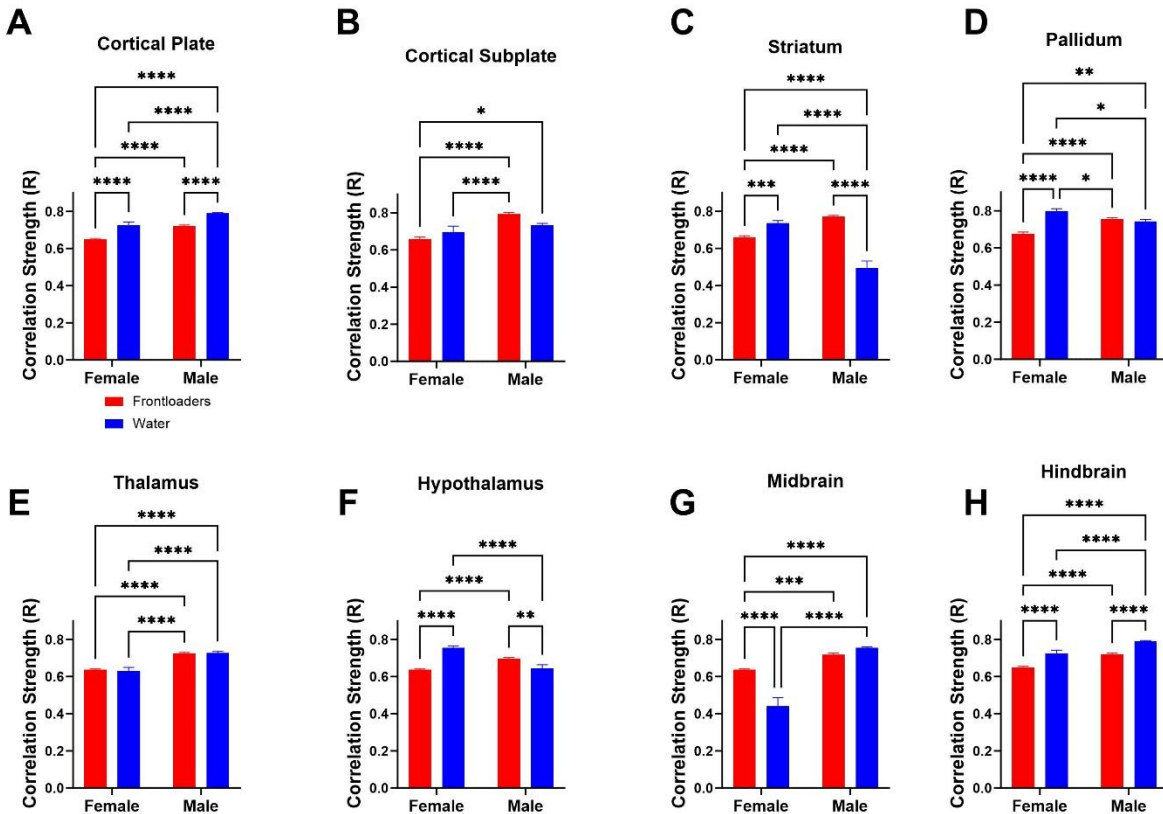 A
Cortical Plate
****
****
****
**** ****
Correlation Strength (R)
0.8
0.6
0.4
0.2
0.0
Female Male
Frontloaders
Water
B
Cortical Subplate
*
****
****
Correlation Strength (R)
0.8
0.6
0.4
0.2
0.0
Female Male
C
Striatum
****
****
****
*** ****
Correlation Strength (R)
0.8
0.6
0.4
0.2
0.0
Female Male
D
Pallidum
**
*
****
**** *
Correlation Strength (R)
0.8
0.6
0.4
0.2
0.0
Female Male
E
Thalamus
****
****
****
****
Correlation Strength (R)
0.8
0.6
0.4
0.2
0.0
Female Male
F
Hypothalamus
****
****
**** **
Correlation Strength (R)
0.8
0.6
0.4
0.2
0.0
Female Male
G
Midbrain
****
***
**** ****
Correlation Strength (R)
0.8
0.6
0.4
0.2
0.0
Female Male
H
Hindbrain
****
****
****
**** ****
Correlation Strength (R)
0.8
0.6
0.4
0.2
0.0
Female Male